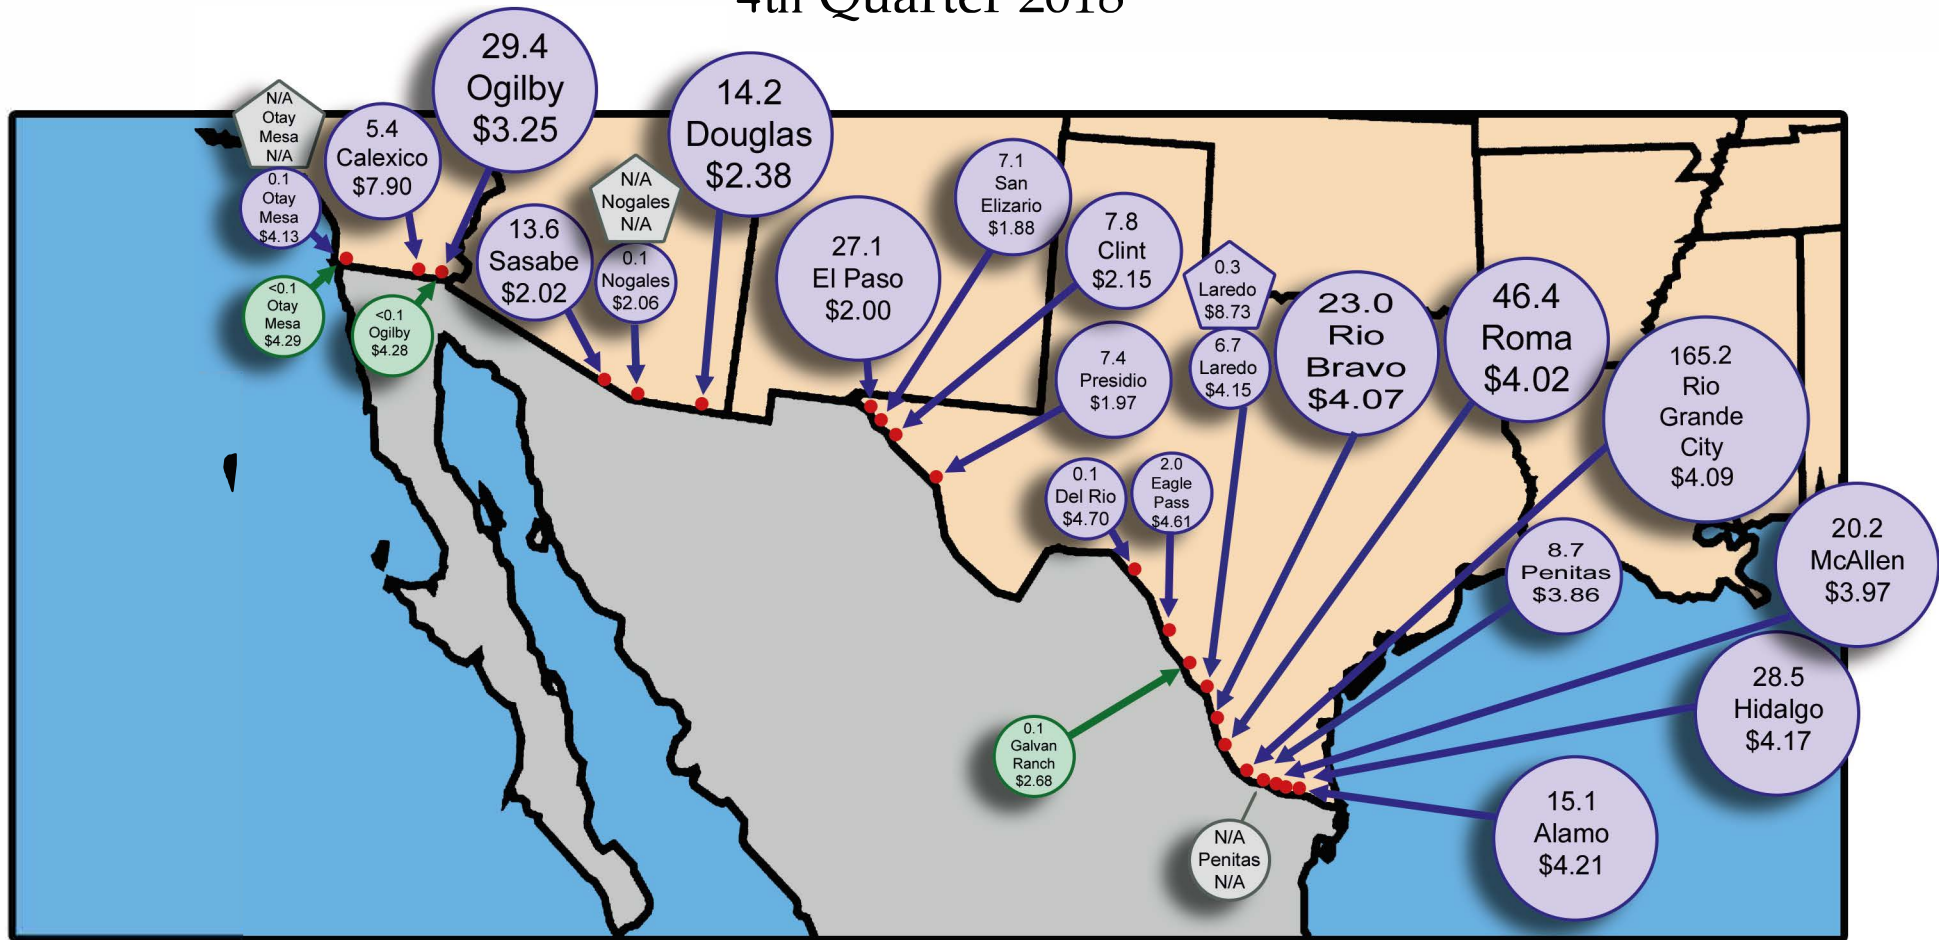 4th Quarter 2018
N/A
Otay
Mesa
N/A
0.1
Otay
Mesa
$4.13
<0.1
Otay
Mesa
$4.29
5.4
Calexico
$7.90
<0.1
Ogilby
$4.28
29.4
Ogilby
$3.25
13.6
Sasabe
$2.02
N/A
Nogales
N/A
0.1
Nogales
$2.06
14.2
Douglas
$2.38
27.1
El Paso
$2.00
7.1
San
Elizario
$1.88
7.8
Clint
$2.15
7.4
Presidio
$1.97
0.1
Del Rio
$4.70
2.0
Eagle
Pass
$4.61
0.3
Laredo
$8.73
6.7
Laredo
$4.15
23.0
Rio
Bravo
$4.07
46.4
Roma
$4.02
165.2
Rio
Grande
City
$4.09
8.7
Penitas
$3.86
20.2
McAllen
$3.97
28.5
Hidalgo
$4.17
15.1
Alamo
$4.21
0.1
Galvan
Ranch
$2.68
N/A
Penitas
N/A